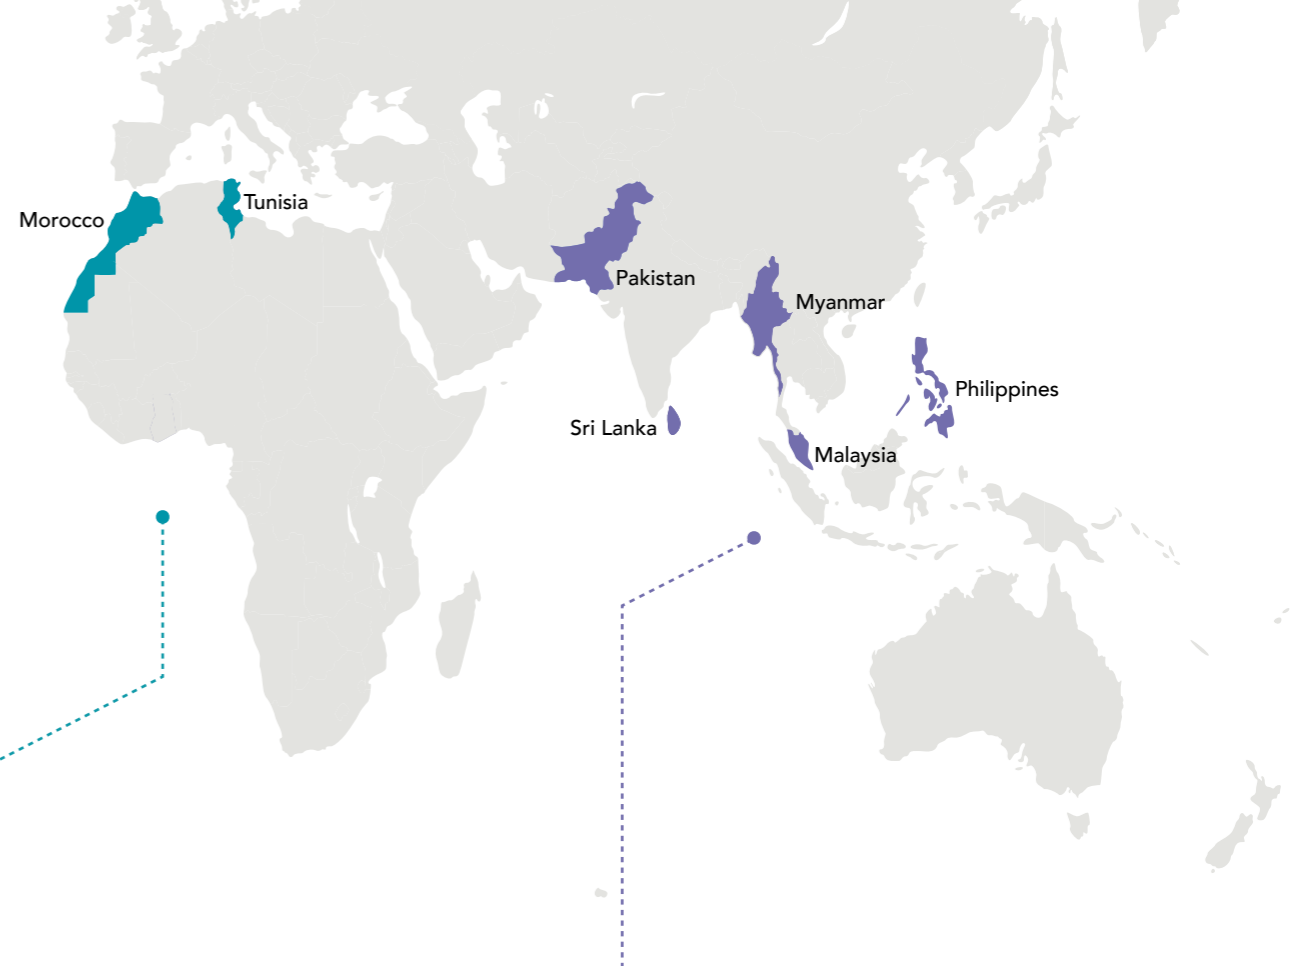 Tunisia
Morocco
Pakistan
Myanmar
Philippines
Sri Lanka
Malaysia